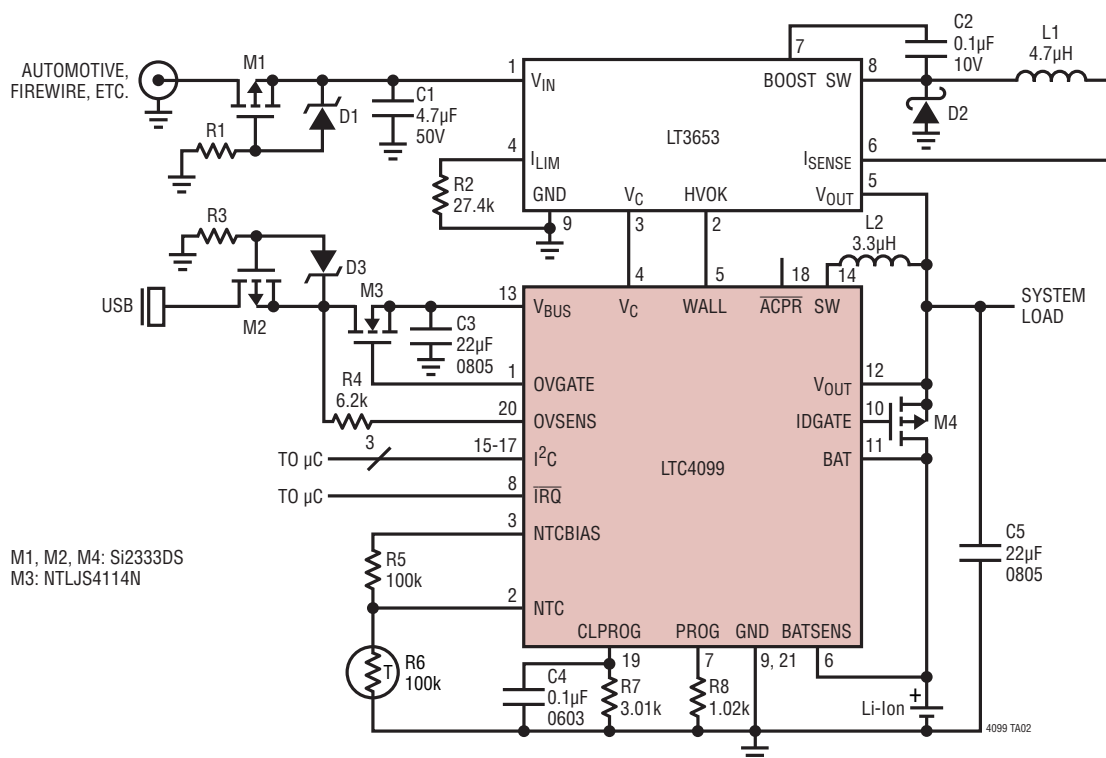 AUTOMOTIVE,
FIREWIRE, ETC.
M1
R1
D1
C1
4.7µF
50V
1
VIN
4
ILIM
R2
27.4k
GND
9
VC
3
HVOK
2
LT3653
7
BOOST
SW
8
C2
0.1µF
10V
L1
4.7µH
D2
6
ISENSE
5
VOUT
L2
3.3µH
R3
D3
USB
M2
M3
C3
22µF
0805
13
VBUS
4
VC
5
WALL
18
ACPR
14
SW
SYSTEM
LOAD
R4
6.2k
1
OVGATE
20
OVSENS
12
VOUT
10
IDGATE
M4
11
BAT
TO µC
3
15-17
I2C
TO µC
8
IRQ
LTC4099
3
NTCBIAS
R5
100k
2
NTC
M1, M2, M4: Si2333DS
M3: NTLJS4114N
C5
22µF
0805
CLPROG
19
PROG
7
GND
9, 21
BATSENS
6
T
R6
100k
C4
0.1µF
0603
R7
3.01k
R8
1.02k
Li-Ion
+
4099 TA02